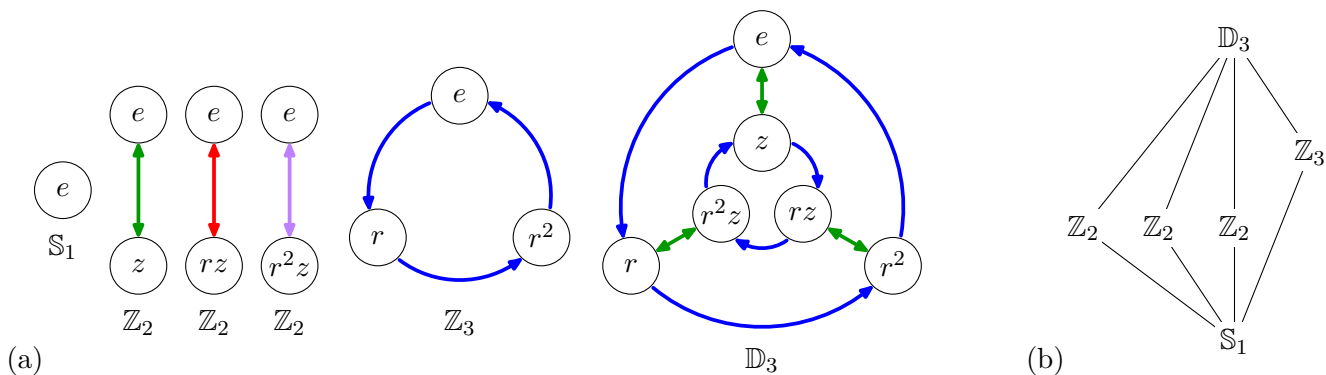 (a)
e
𝕊₁
e
z
ℤ₂
e
rz
ℤ₂
e
r²z
ℤ₂
e
r
r²
ℤ₃
e
z
r²z
rz
r
r²
𝔻₃
(b)
𝔻₃
ℤ₃
ℤ₂
ℤ₂
ℤ₂
𝕊₁